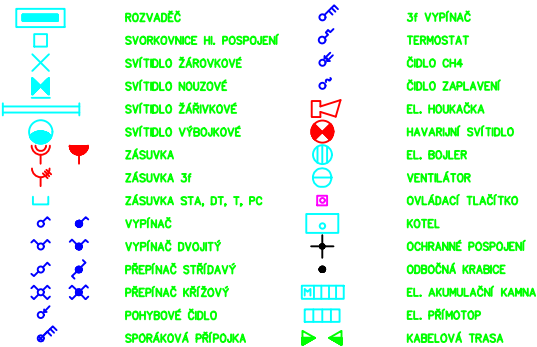 ROZVADĚČ
SVORKOVNICE Hl. POSPOJENÍ
SVÍTIDLO ŽÁROVKOVÉ
SVÍTIDLO NOUZOVÉ
SVÍTIDLO ŽÁŘIVKOVÉ
SVÍTIDLO VÝBOJKOVÉ
ZÁSUVKA
ZÁSUVKA 3f
ZÁSUVKA STA, DT, T, PC
VYPÍNAČ
VYPÍNAČ DVOJITÝ
PŘEPÍNAČ STŘÍDAVÝ
PŘEPÍNAČ KŘÍŽOVÝ
POHYBOVÉ ČIDLO
SPORÁKOVÁ PŘÍPOJKA
3f VYPÍNAČ
TERMOSTAT
ČIDLO CH4
ČIDLO ZAPLAVENÍ
EL. HOUKAČKA
HAVARIJNÍ SVÍTIDLO
EL. BOJLER
VENTILÁTOR
OVLÁDACÍ TLAČÍTKO
KOTEL
OCHRANNÉ POSPOJENÍ
ODBOČNÁ KRABICE
M
EL. AKUMULAČNÍ KAMNA
EL. PŘÍMOTOP
KABELOVÁ TRASA